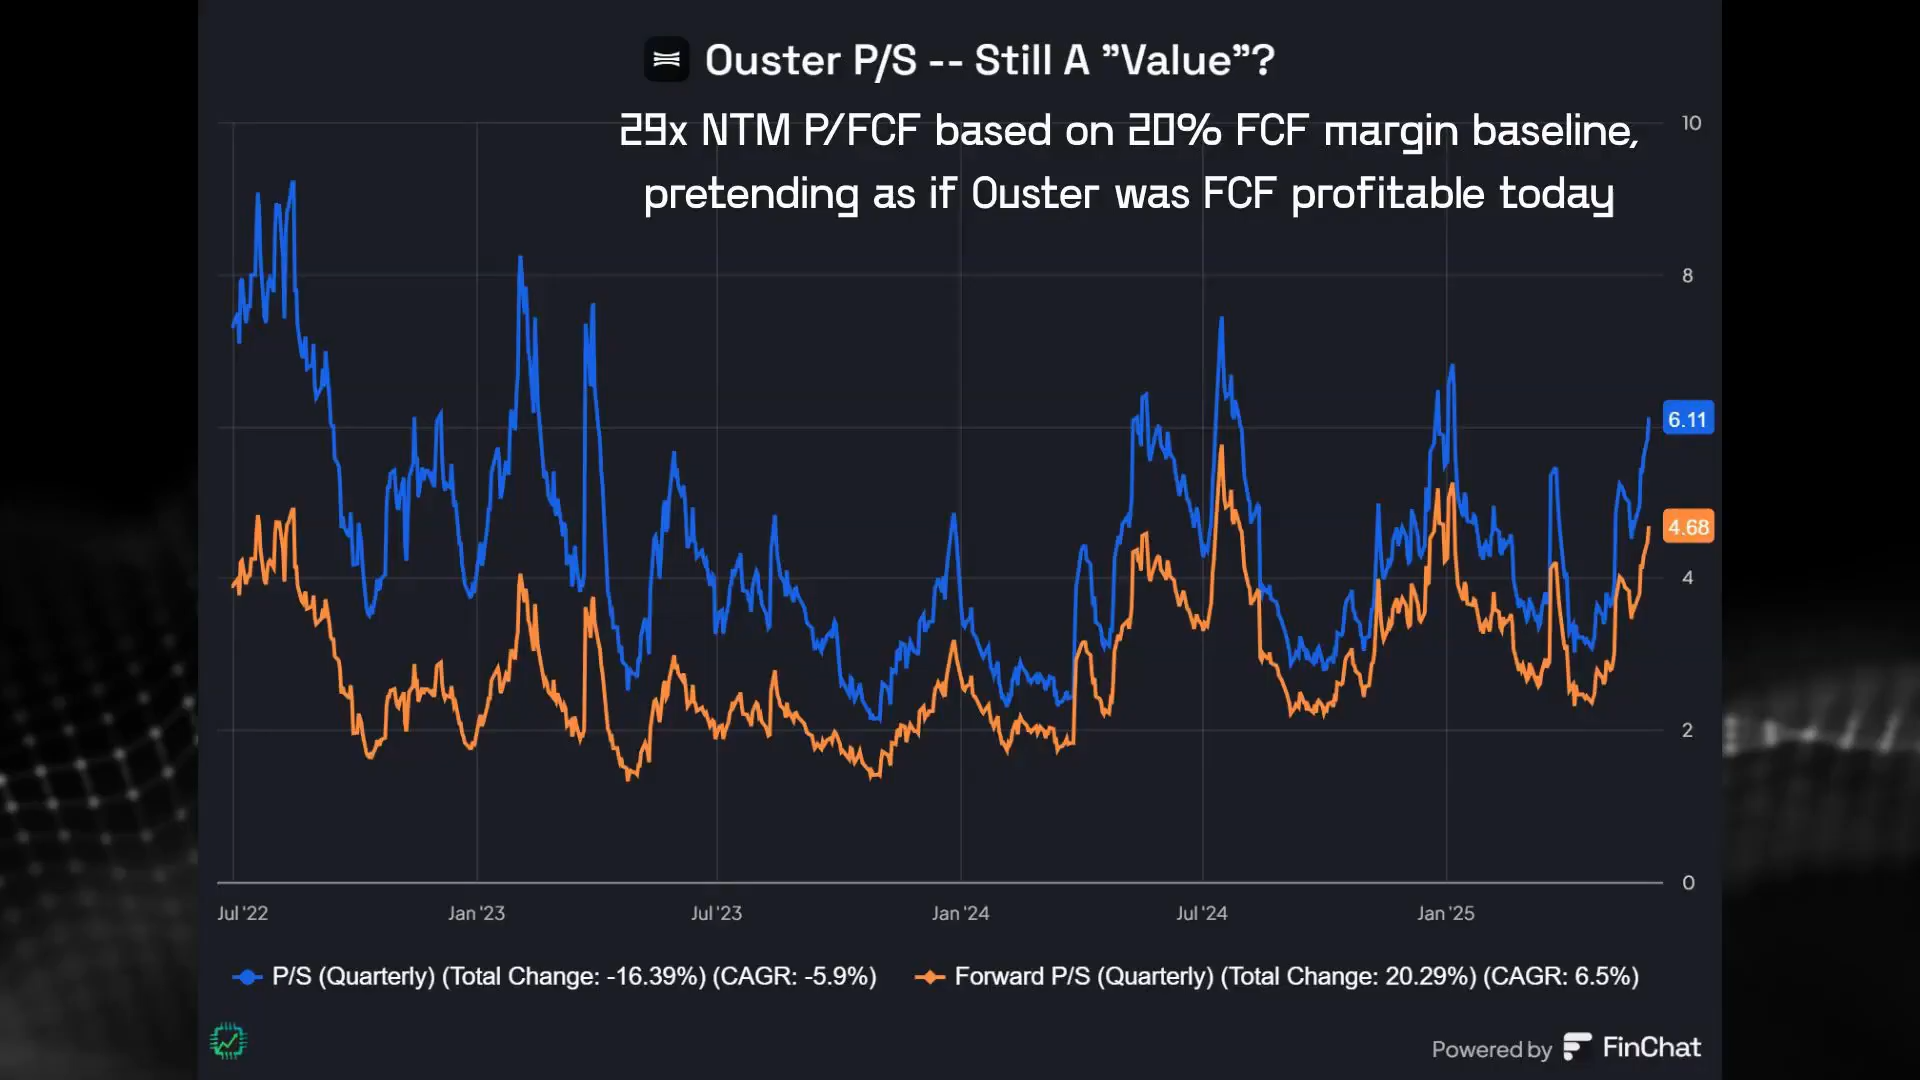 Ouster P/S -- Still A "Value"?
29x NTM P/FCF based on 20% FCF margin baseline,
pretending as if Ouster was FCF profitable today
10
8
6.11
4.68
4
2
0
Jul '22 Jan '23 Jul '23 Jan '24 Jul '24 Jan '25
P/S (Quarterly) (Total Change: -16.39%) (CAGR: -5.9%) Forward P/S (Quarterly) (Total Change: 20.29%) (CAGR: 6.5%)
Powered by FinChat